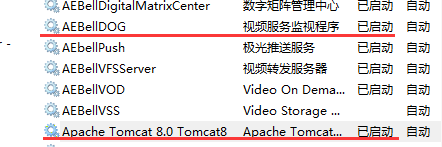 AEBellDigitalMatrixCenter 数字矩阵管理中心 已启动 自动
AEBellDOG 视频服务监视程序 已启动 自动
AEBellPush 极光推送服务 已启动 自动
AEBellVFSServer 视频转发服务器 已启动 自动
AEBellVOD Video On Dema... 已启动 自动
AEBellVSS Video Storage ... 已启动 自动
Apache Tomcat 8.0 Tomcat8 Apache Tomcat... 已启动 自动